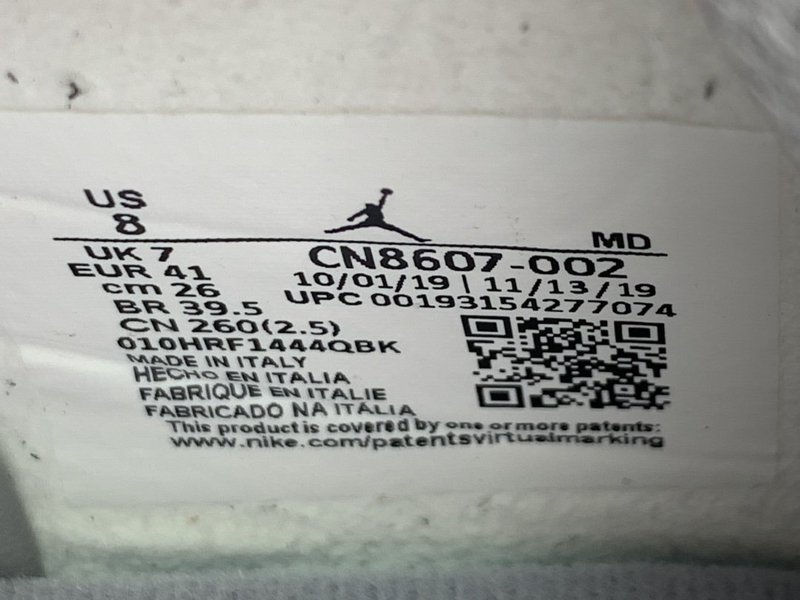 US
8
MD
UK 7
CN8607-002
EUR 41
10/01/19 | 11/13/19
cm 26
UPC 00193154277074
BR 39.5
CN 260(2.5)
010HRF1444QBK
MADE IN ITALY
HECHO EN ITALIA
FABRIQUE EN ITALIE
FABRICADO NA ITÁLIA
This product is covered by one or more patents:
www.nike.com/patentsvirtualmarking